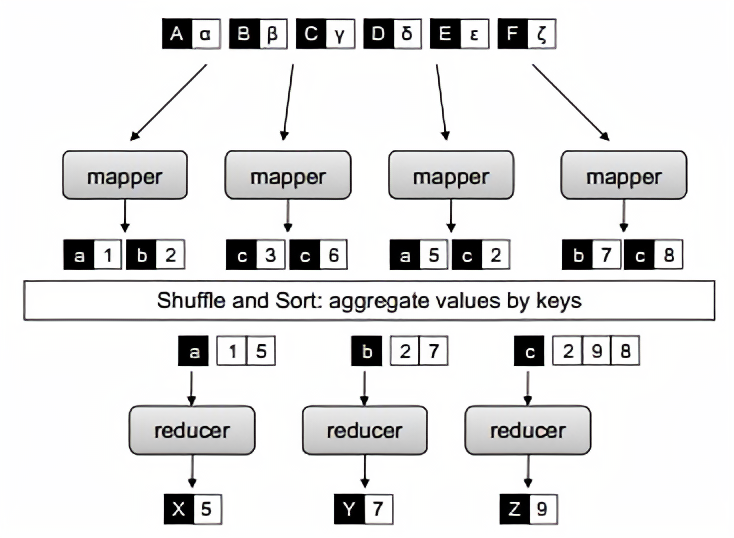 A α B β C γ D δ E ε F ζ
mapper mapper mapper mapper
a 1 b 2 c 3 c 6 a 5 c 2 b 7 c 8
Shuffle and Sort: aggregate values by keys
a 1 5 b 2 7 c 2 9 8
reducer reducer reducer
X 5 Y 7 Z 9